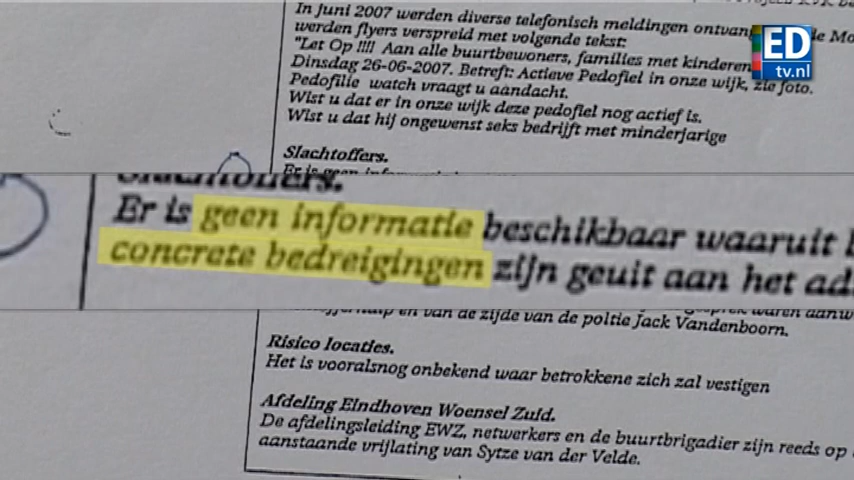 In Juni 2007 werden diverse telefonisch meldingen
werden flyers verspreid met volgende tekst:
"Let Op !!!! Aan alle buurtbewoners, families met kinderen
Dinsdag 26-06-2007. Betreft: Actieve Pedofiel in onze wijk, zie foto.
Pedofilie watch vraagt u aandacht.
Wist u dat er in onze wijk deze pedofiel nog actief is.
Wist u dat hij ongewenst seks bedrijft met minderjarige
ED
tv.nl
Slachtoffers.
Er is geen
Slachtoffers.
Er is geen informatie beschikbaar waaruit
concrete bedreigingen zijn geuit aan het
en van de zijde van de poltie Jack Vandenboorn.
Risico locaties.
Het is vooralsnog onbekend waar betrokkene zich zal vestigen
Afdeling Eindhoven Woensel Zuid.
De afdelingsleiding EWZ, netwerkers en de buurtbrigadier zijn reeds op
aanstaande vrijlating van Sytze van der Velde.